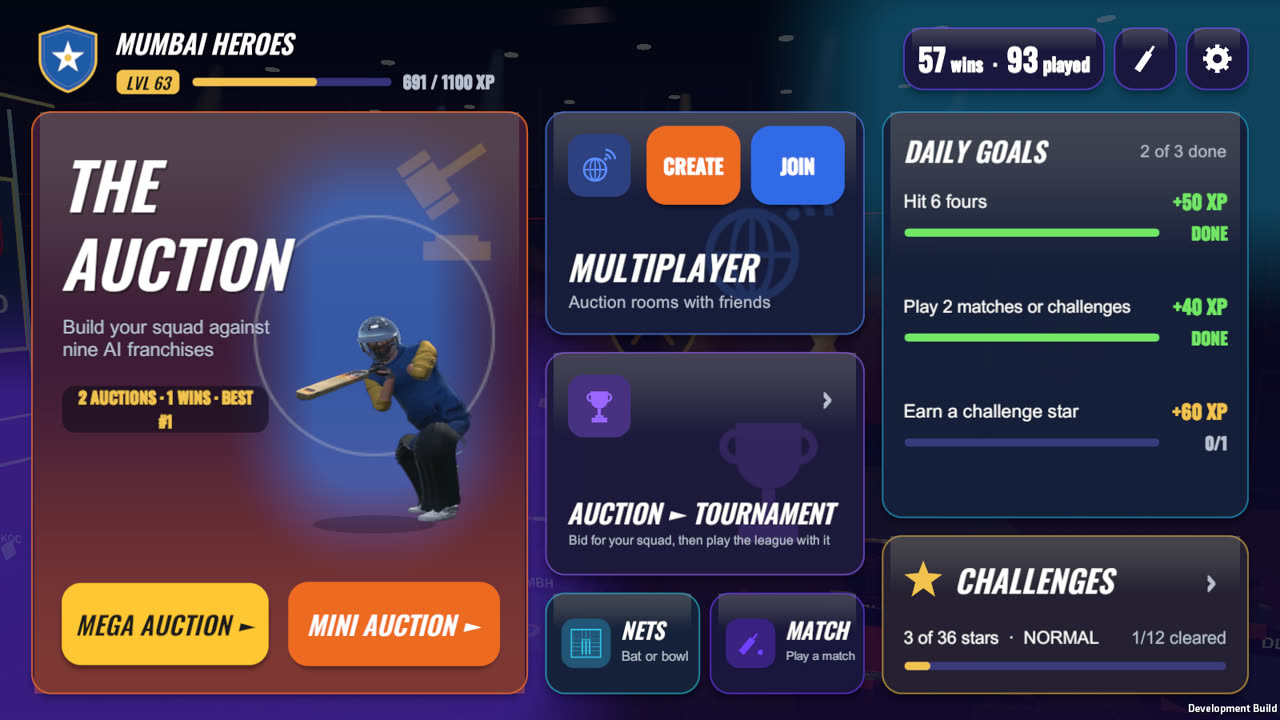 MUMBAI HEROES
LVL 63
691 / 1100 XP
57 wins · 93 played
THE
AUCTION
Build your squad against
nine AI franchises
2 AUCTIONS · 1 WINS · BEST
#1
MEGA AUCTION ►
MINI AUCTION ►
CREATE
JOIN
MULTIPLAYER
Auction rooms with friends
AUCTION ► TOURNAMENT
Bid for your squad, then play the league with it
NETS
Bat or bowl
MATCH
Play a match
DAILY GOALS
2 of 3 done
Hit 6 fours
+50 XP
DONE
Play 2 matches or challenges
+40 XP
DONE
Earn a challenge star
+60 XP
0/1
CHALLENGES
3 of 36 stars · NORMAL
1/12 cleared
Development Build